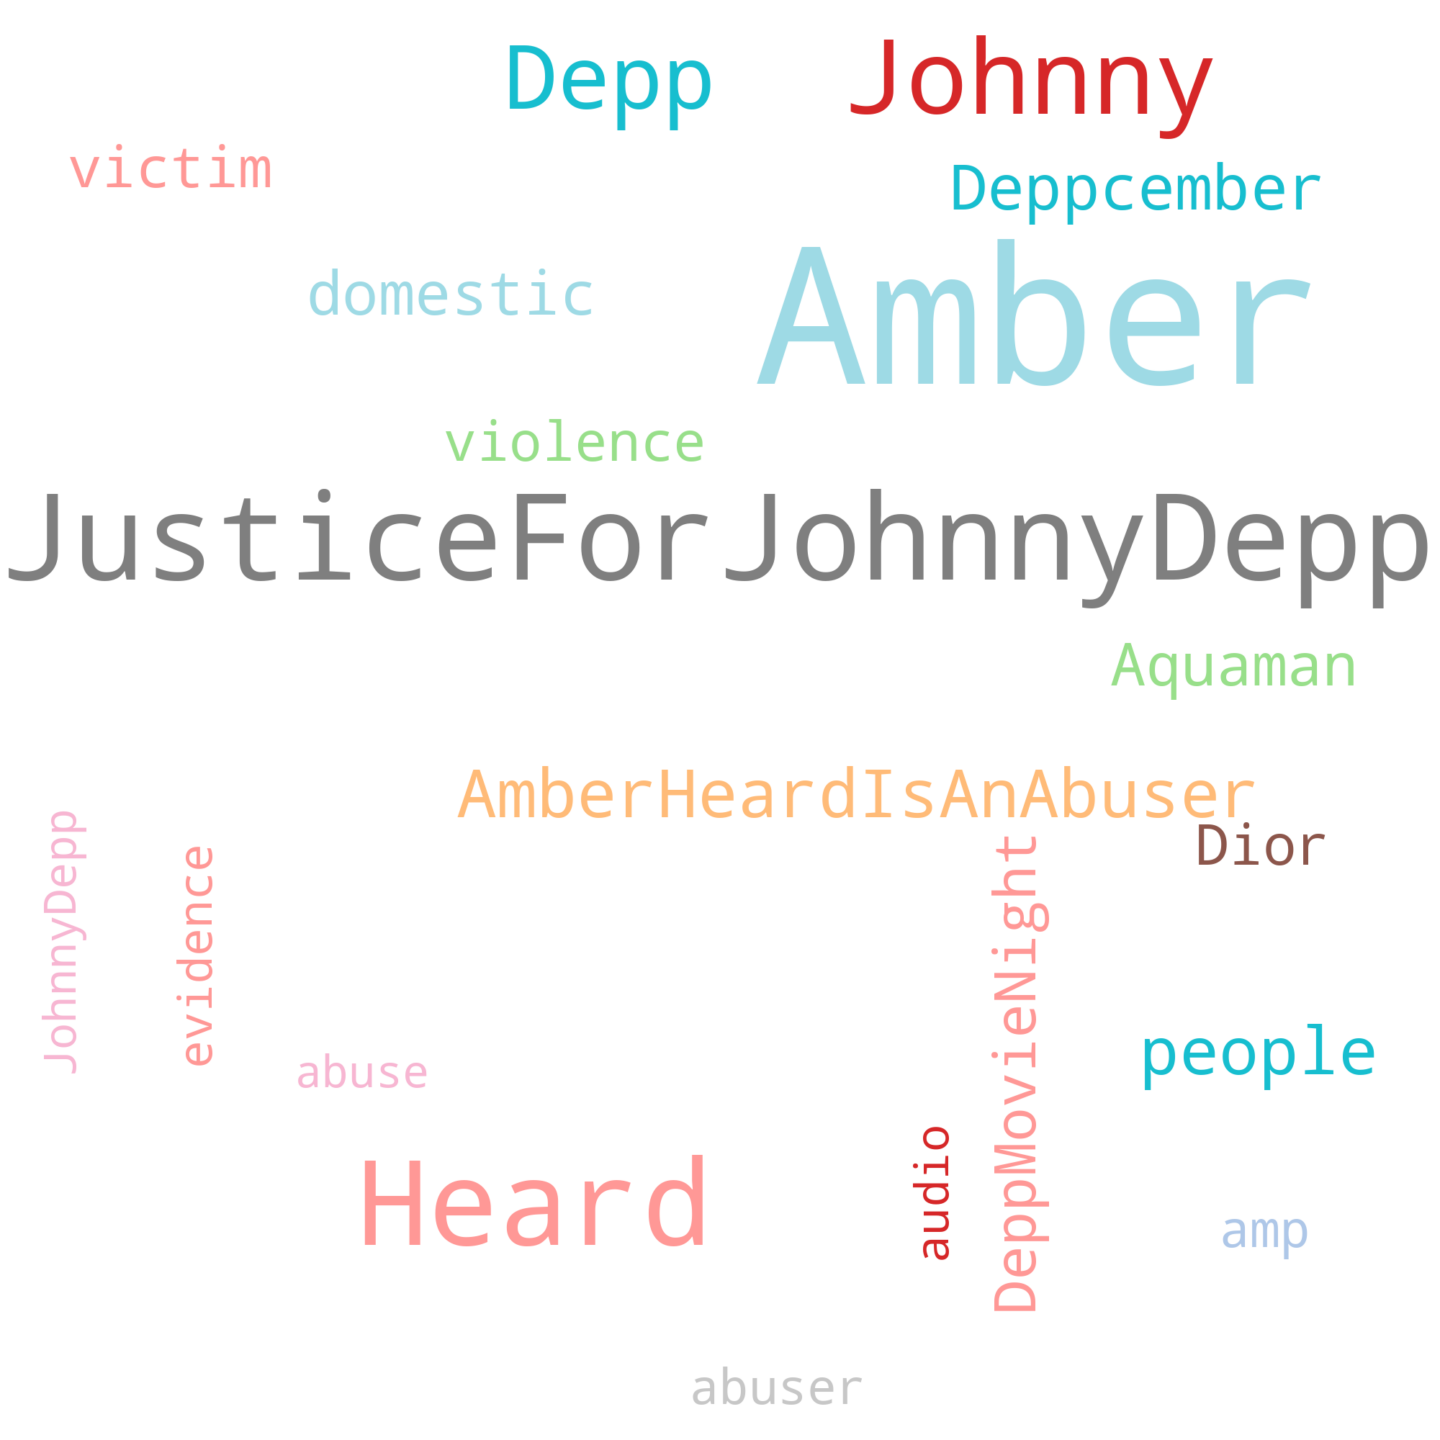 Depp
Johnny
victim
Deppcember
domestic
Amber
violence
JusticeForJohnnyDepp
Aquaman
AmberHeardIsAnAbuser
Dior
JohnnyDepp
evidence
DeppMovieNight
people
abuse
Heard
audio
amp
abuser